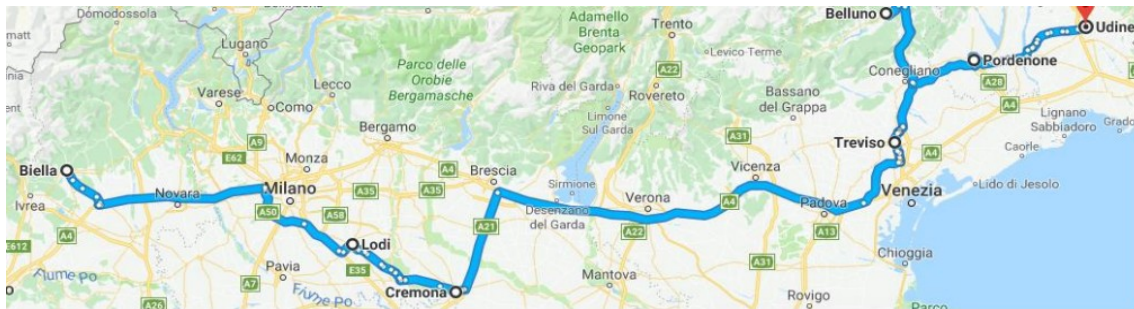 Domodossola
Adamello
Brenta
Geopark
Trento
Belluno
Udine
Pordenone
Lugano
Levico Terme
Parco delle
Orobie
Bergamasche
Lecco
Riva del Garda
A22
Rovereto
Bassano
del Grappa
Conegliano
A28
A4
Lignano
Sabbiadoro
Grado
Varese
Como
Limone
Sul Garda
Caorle
A9
Bergamo
A31
Treviso
E62
Monza
A4
Brescia
Vicenza
A4
Biella
Ivrea
Novara
Milano
A35
A35
Sirmione
Desenzano
del Garda
Verona
A4
Padova
Venezia
Lido di Jesolo
A50
A58
A21
A22
A13
A4
Lodi
E612
Pavia
E35
Mantova
A31
Chioggia
Fiume Po
A7
Fiume Po
Cremona
Rovigo
A26
Parco